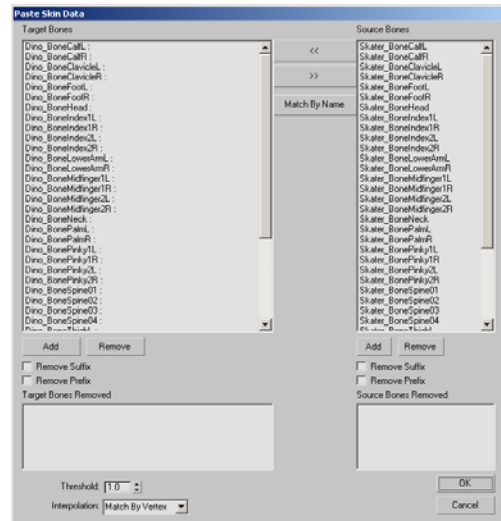 Paste Skin Data
Target Bones
Dino_BoneCalfL :
Dino_BoneCalfR :
Dino_BoneClavicleL :
Dino_BoneClavicleR :
Dino_BoneFootL :
Dino_BoneFootR :
Dino_BoneHead :
Dino_BoneIndex1L :
Dino_BoneIndex1R :
Dino_BoneIndex2L :
Dino_BoneIndex2R :
Dino_BoneLowerArmL :
Dino_BoneLowerArmR :
Dino_BoneMidfinger1L :
Dino_BoneMidfinger1R :
Dino_BoneMidfinger2L :
Dino_BoneMidfinger2R :
Dino_BoneNeck :
Dino_BonePalmL :
Dino_BonePalmR :
Dino_BonePinky1L :
Dino_BonePinky1R :
Dino_BonePinky2L :
Dino_BonePinky2R :
Dino_BoneSpine01 :
Dino_BoneSpine02 :
Dino_BoneSpine03 :
Dino_BoneSpine04 :
Dino_BoneThighL :
<<
>>
Match By Name
Source Bones
Skater_BoneCalfL
Skater_BoneCalfR
Skater_BoneClavicleL
Skater_BoneClavicleR
Skater_BoneFootL
Skater_BoneFootR
Skater_BoneHead
Skater_BoneIndex1L
Skater_BoneIndex1R
Skater_BoneIndex2L
Skater_BoneIndex2R
Skater_BoneLowerArmL
Skater_BoneLowerArmR
Skater_BoneMidfinger1L
Skater_BoneMidfinger1R
Skater_BoneMidfinger2L
Skater_BoneMidfinger2R
Skater_BoneNeck
Skater_BonePalmL
Skater_BonePalmR
Skater_BonePinky1L
Skater_BonePinky1R
Skater_BonePinky2L
Skater_BonePinky2R
Skater_BoneSpine01
Skater_BoneSpine02
Skater_BoneSpine03
Skater_BoneSpine04
Skater_BoneThighL
Add Remove
Remove Suffix
Remove Prefix
Target Bones Removed
Add Remove
Remove Suffix
Remove Prefix
Source Bones Removed
Threshold: 1.0
Interpolation: Match By Vertex
OK
Cancel